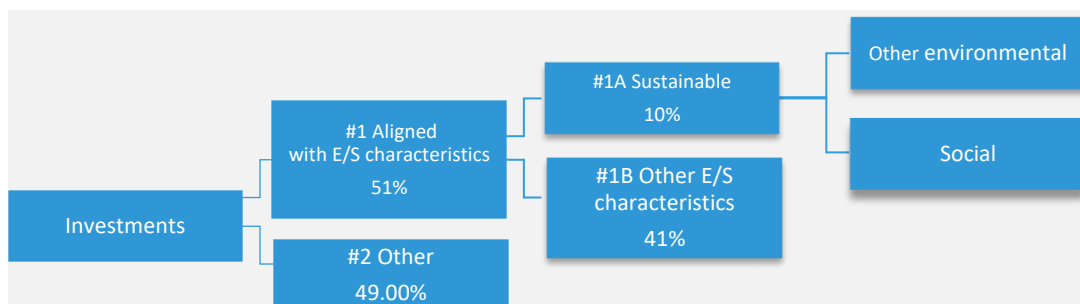 Investments
#1 Aligned
with E/S characteristics
51%
#2 Other
49.00%
#1A Sustainable
10%
#1B Other E/S
characteristics
41%
Other environmental
Social